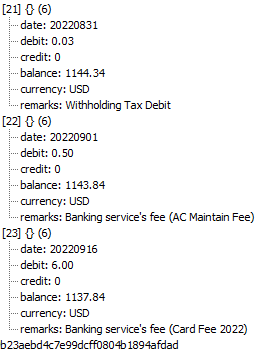 [21] {} (6)
date: 20220831
debit: 0.03
credit: 0
balance: 1144.34
currency: USD
remarks: Withholding Tax Debit
[22] {} (6)
date: 20220901
debit: 0.50
credit: 0
balance: 1143.84
currency: USD
remarks: Banking service's fee (AC Maintain Fee)
[23] {} (6)
date: 20220916
debit: 6.00
credit: 0
balance: 1137.84
currency: USD
remarks: Banking service's fee (Card Fee 2022)
b23aebd4c7e99dcff0804b1894afdad